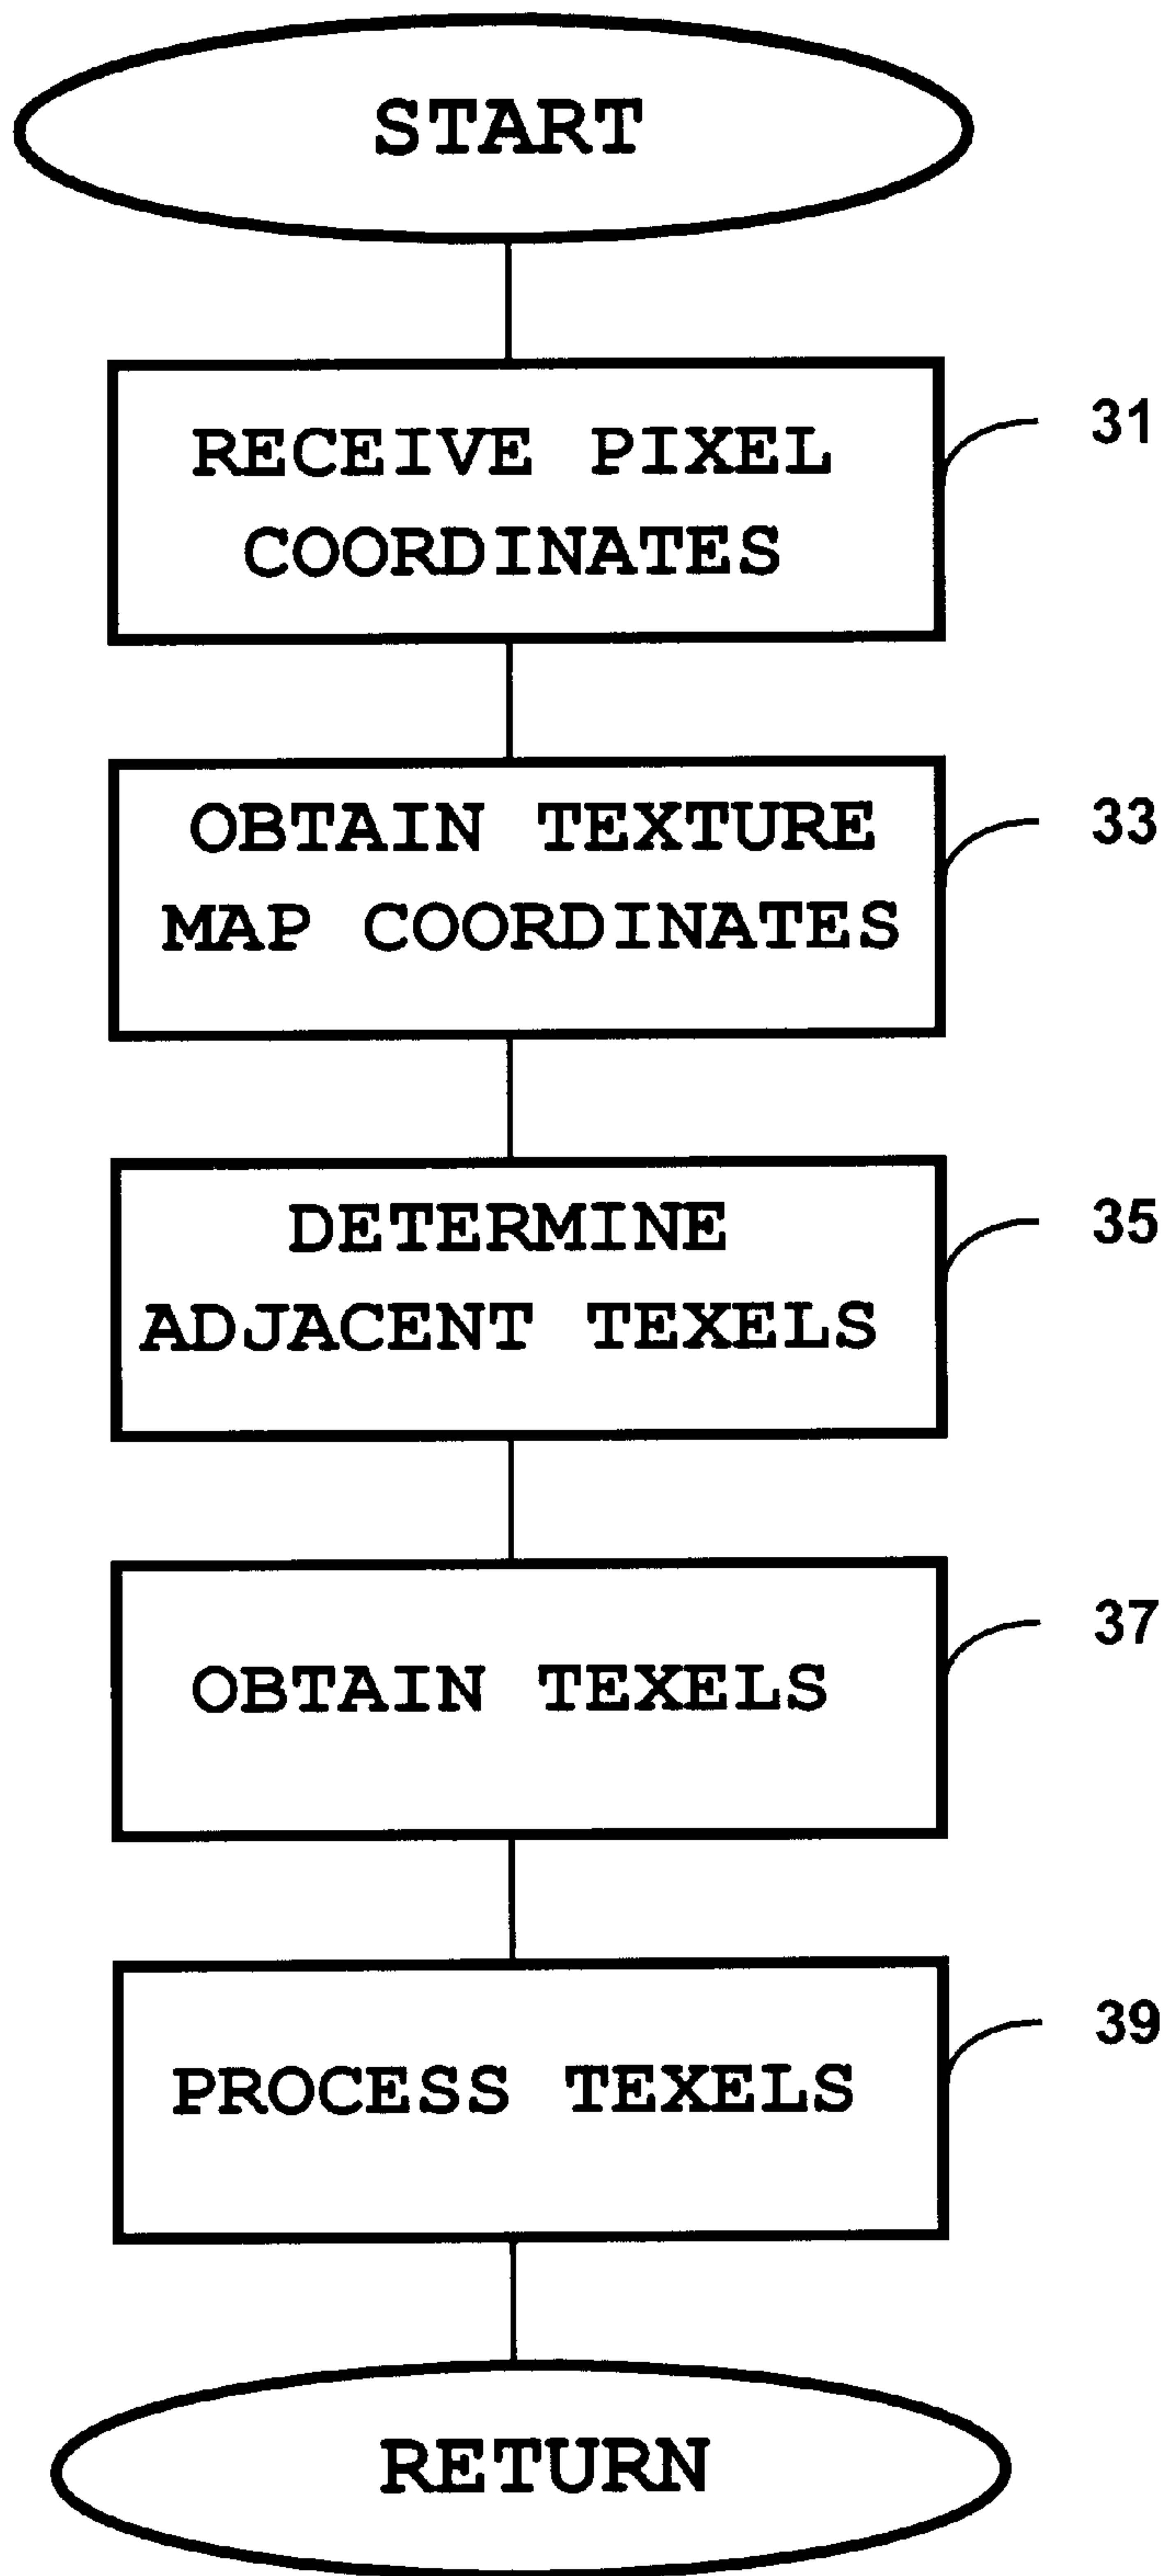 START
RECEIVE PIXEL
COORDINATES
31
OBTAIN TEXTURE
MAP COORDINATES
33
DETERMINE
ADJACENT TEXELS
35
OBTAIN TEXELS
37
PROCESS TEXELS
39
RETURN